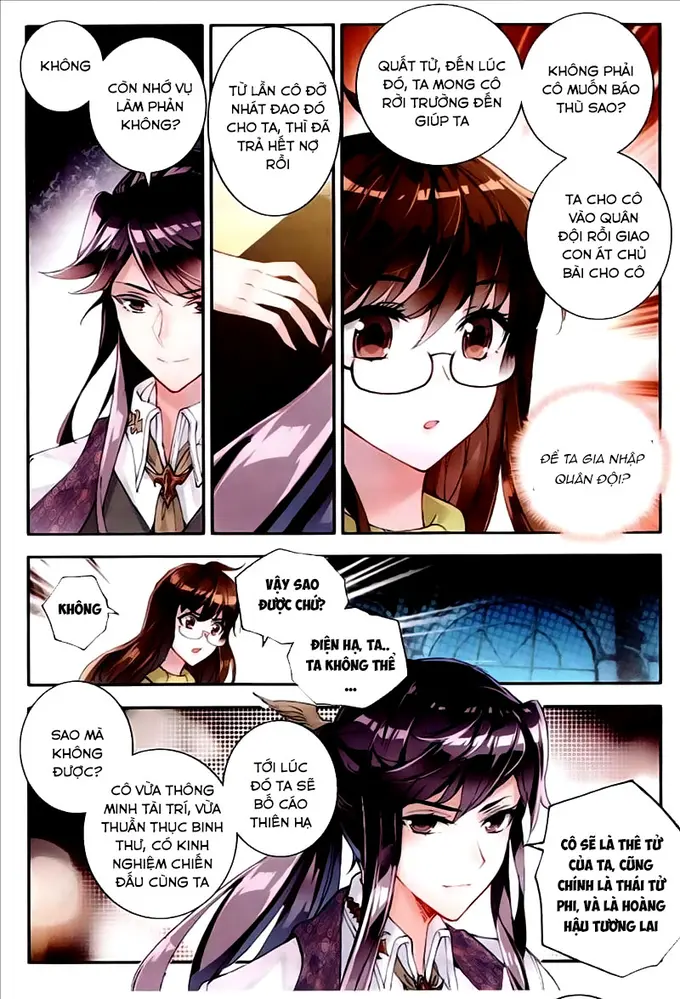 KHÔNG
CÒN NHỚ VỤ
LÀM PHẢN
KHÔNG?
TỪ LẦN CÔ ĐỠ
NHÁT ĐAO ĐÓ
CHO TA, THÌ ĐÃ
TRẢ HẾT NỢ
RỒI
QUẤT TỬ, ĐẾN LÚC
ĐÓ, TA MONG CÔ
RỜI TRƯỜNG ĐẾN
GIÚP TA
KHÔNG PHẢI
CÔ MUỐN BÁO
THÙ SAO?
TA CHO CÔ
VÀO QUÂN
ĐỘI RỒI GIAO
CON ÁT CHỦ
BÀI CHO CÔ
ĐỂ TA GIA NHẬP
QUÂN ĐỘI?
KHÔNG
VẬY SAO
ĐƯỢC CHỨ?
ĐIỆN HẠ, TA..
TA KHÔNG THỂ
...
SAO MÀ
KHÔNG
ĐƯỢC?
CÔ VỪA THÔNG
MINH TÀI TRÍ, VỪA
THUẦN THỤC BINH
THƯ, CÓ KINH
NGHIỆM CHIẾN
ĐẤU CÙNG TA
TỚI LÚC
ĐÓ TA SẼ
BỐ CÁO
THIÊN HẠ
CÔ SẼ LÀ THÊ TỬ
CỦA TA, CŨNG
CHÍNH LÀ THÁI TỬ
PHI, VÀ LÀ HOÀNG
HẬU TƯƠNG LAI